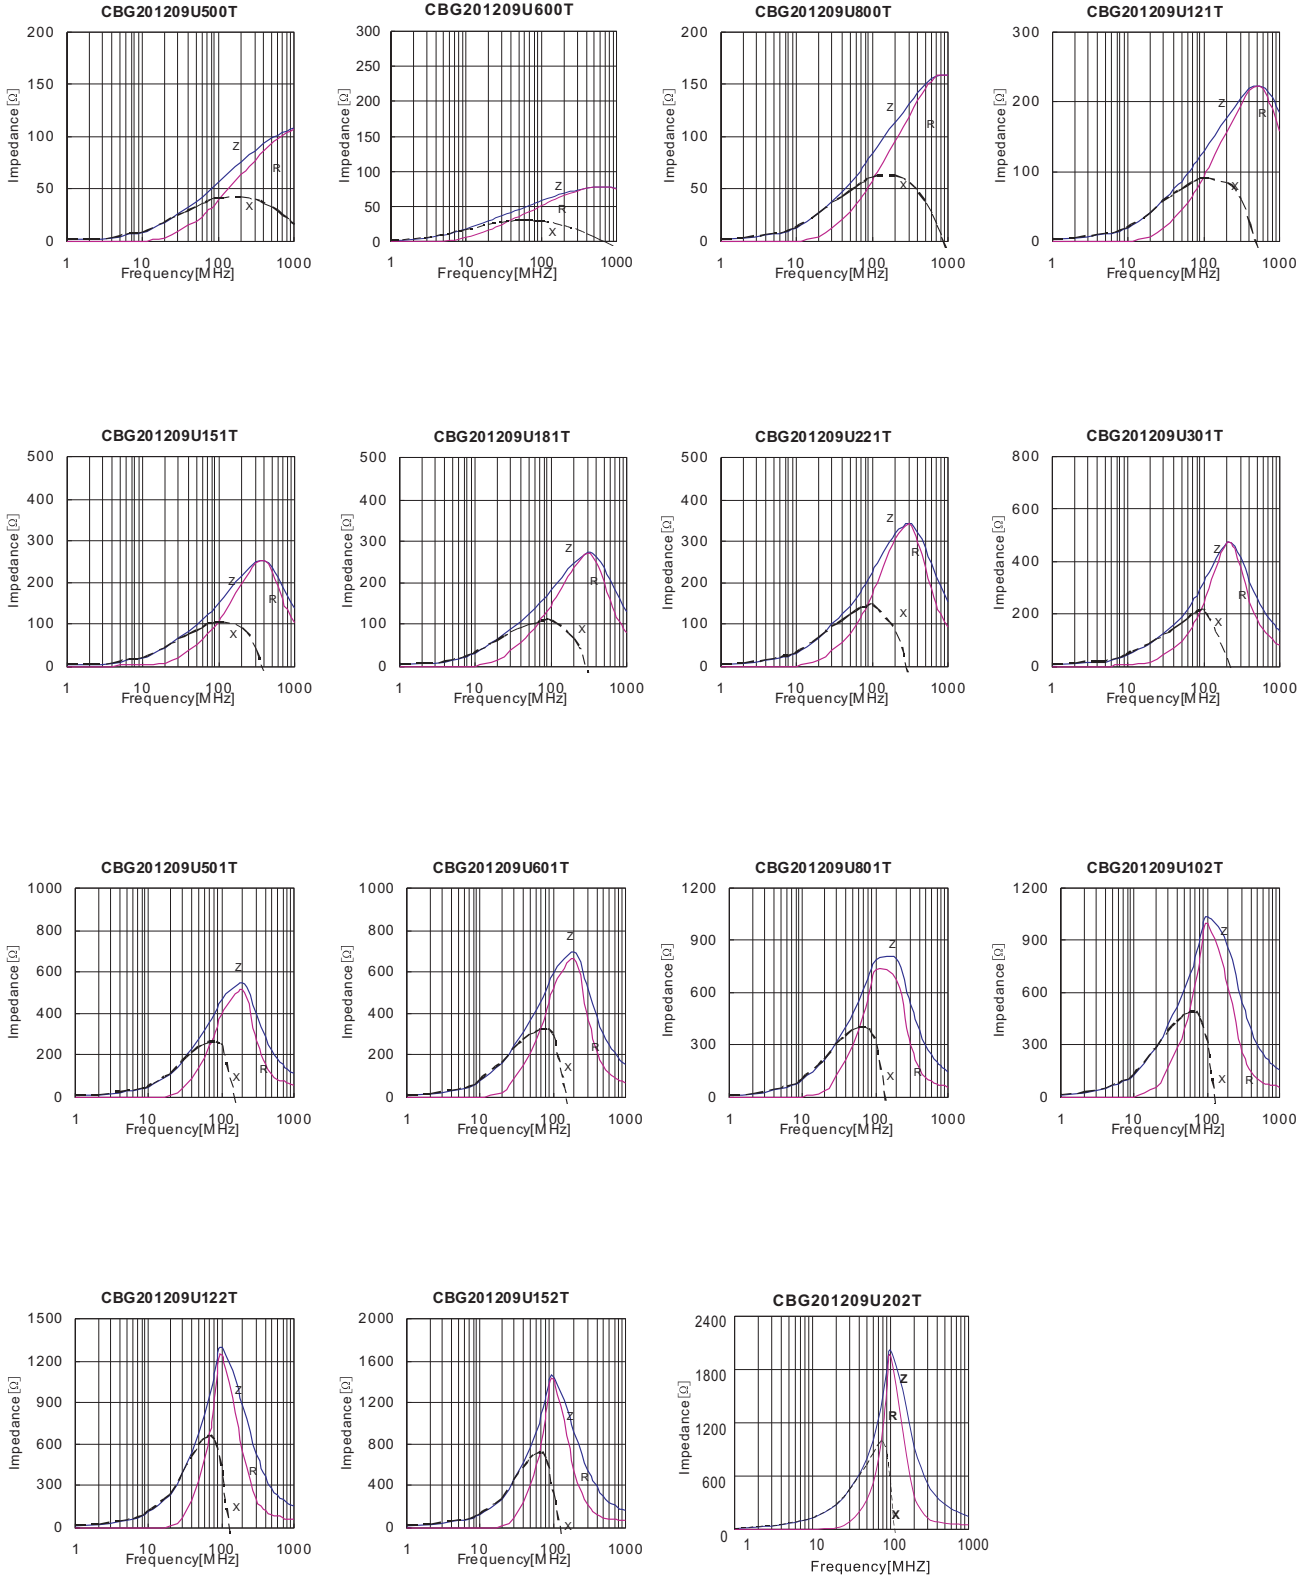 CBG201209U500T
200
150
100
50
0
Impedance[Ω]
Z
R
X
1 10 100 1000
Frequency[MHz]
CBG201209U600T
300
250
200
150
100
50
0
Impedance[Ω]
Z
R
X
1 10 100 1000
Frequency[MHZ]
CBG201209U800T
200
150
100
50
0
Impedance[Ω]
Z
R
X
1 10 100 1000
Frequency[MHz]
CBG201209U121T
300
200
100
0
Impedance[Ω]
Z
R
X
1 10 100 1000
Frequency[MHz]
CBG201209U151T
500
400
300
200
100
0
Impedance[Ω]
Z
R
X
1 10 100 1000
Frequency[MHz]
CBG201209U181T
500
400
300
200
100
0
Impedance[Ω]
Z
R
X
1 10 100 1000
Frequency[MHz]
CBG201209U221T
500
400
300
200
100
0
Impedance[Ω]
Z
R
X
1 10 100 1000
Frequency[MHz]
CBG201209U301T
800
600
400
200
0
Impedance[Ω]
Z
R
X
1 10 100 1000
Frequency[MHz]
CBG201209U501T
1000
800
600
400
200
0
Impedance[Ω]
Z
R
X
1 10 100 1000
Frequency[MHz]
CBG201209U601T
1000
800
600
400
200
0
Impedance[Ω]
Z
R
X
1 10 100 1000
Frequency[MHz]
CBG201209U801T
1200
900
600
300
0
Impedance[Ω]
Z
R
X
1 10 100 1000
Frequency[MHz]
CBG201209U102T
1200
900
600
300
0
Impedance[Ω]
Z
R
X
1 10 100 1000
Frequency[MHz]
CBG201209U122T
1500
1200
900
600
300
0
Impedance[Ω]
Z
R
X
1 10 100 1000
Frequency[MHz]
CBG201209U152T
2000
1600
1200
800
400
0
Impedance[Ω]
Z
R
X
1 10 100 1000
Frequency[MHz]
CBG201209U202T
2400
1800
1200
600
0
Impedance[Ω]
Z
R
X
1 10 100 1000
Frequency[MHZ]